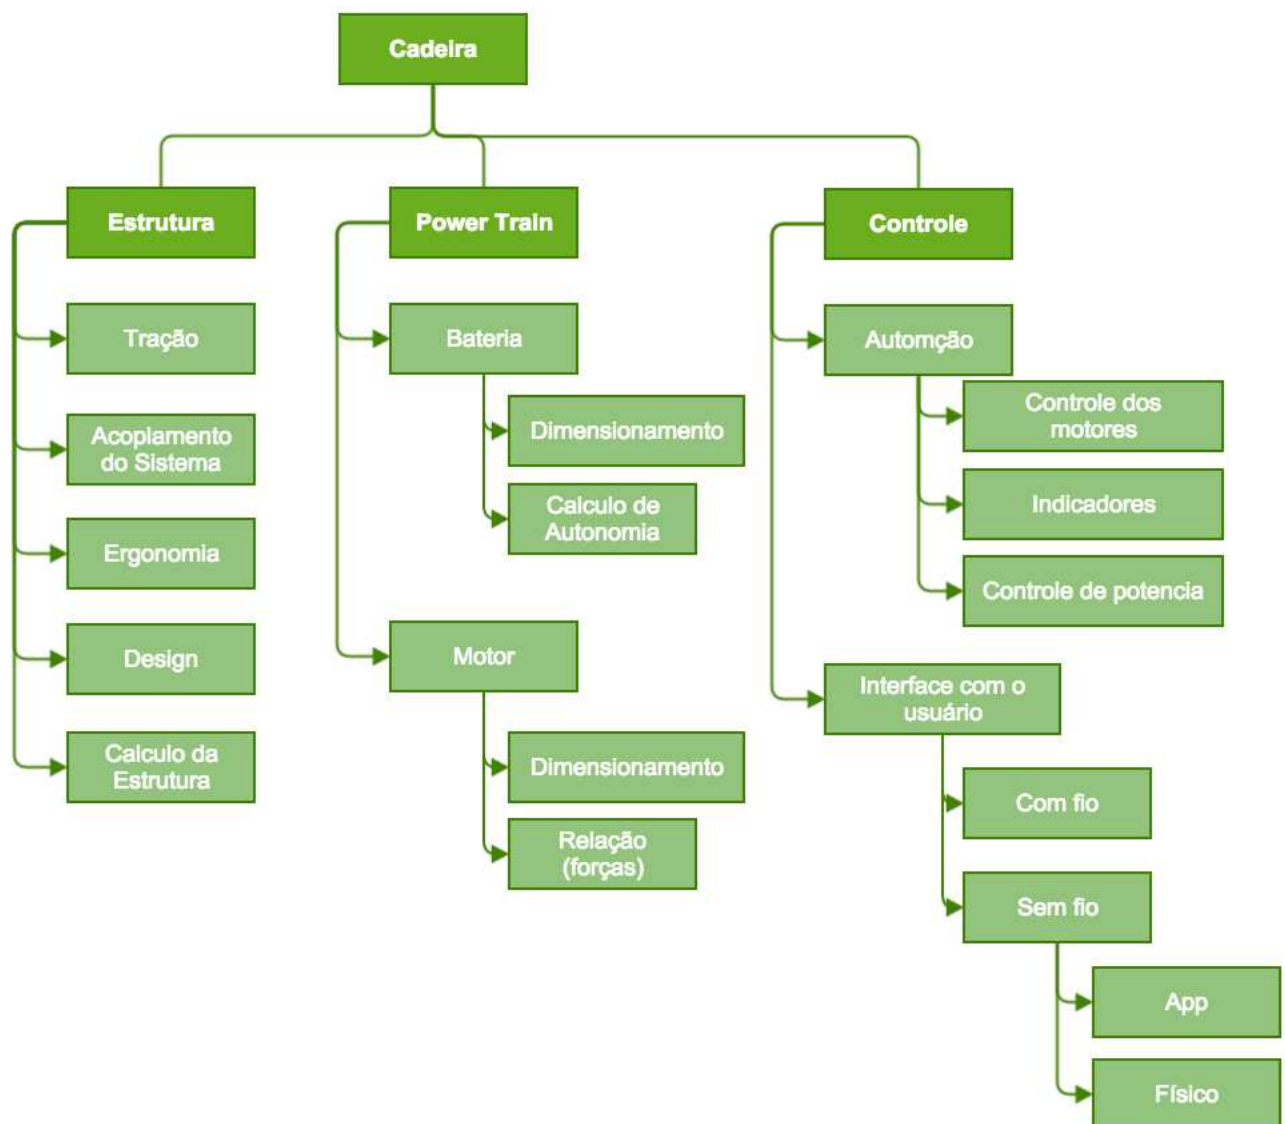 Cadeira
Estrutura
Power Train
Controle
Tração
Acoplamento
do Sistema
Ergonomia
Design
Calculo da
Estrutura
Bateria
Dimensionamento
Calculo de
Autonomia
Motor
Dimensionamento
Relação
(forças)
Automção
Controle dos
motores
Indicadores
Controle de potencia
Interface com o
usuário
Com fio
Sem fio
App
Físico